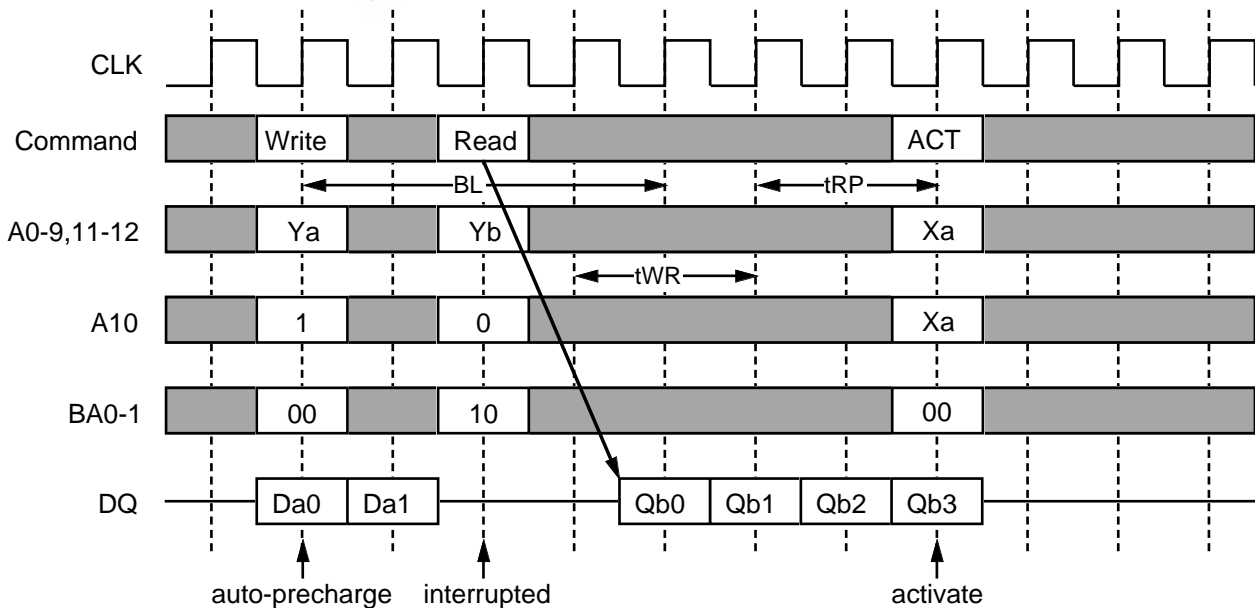 CLK
Command Write Read ACT
BL tRP
A0-9,11-12 Ya Yb Xa
tWR
A10 1 0 Xa
BA0-1 00 10 00
DQ Da0 Da1 Qb0 Qb1 Qb2 Qb3
auto-precharge interrupted activate